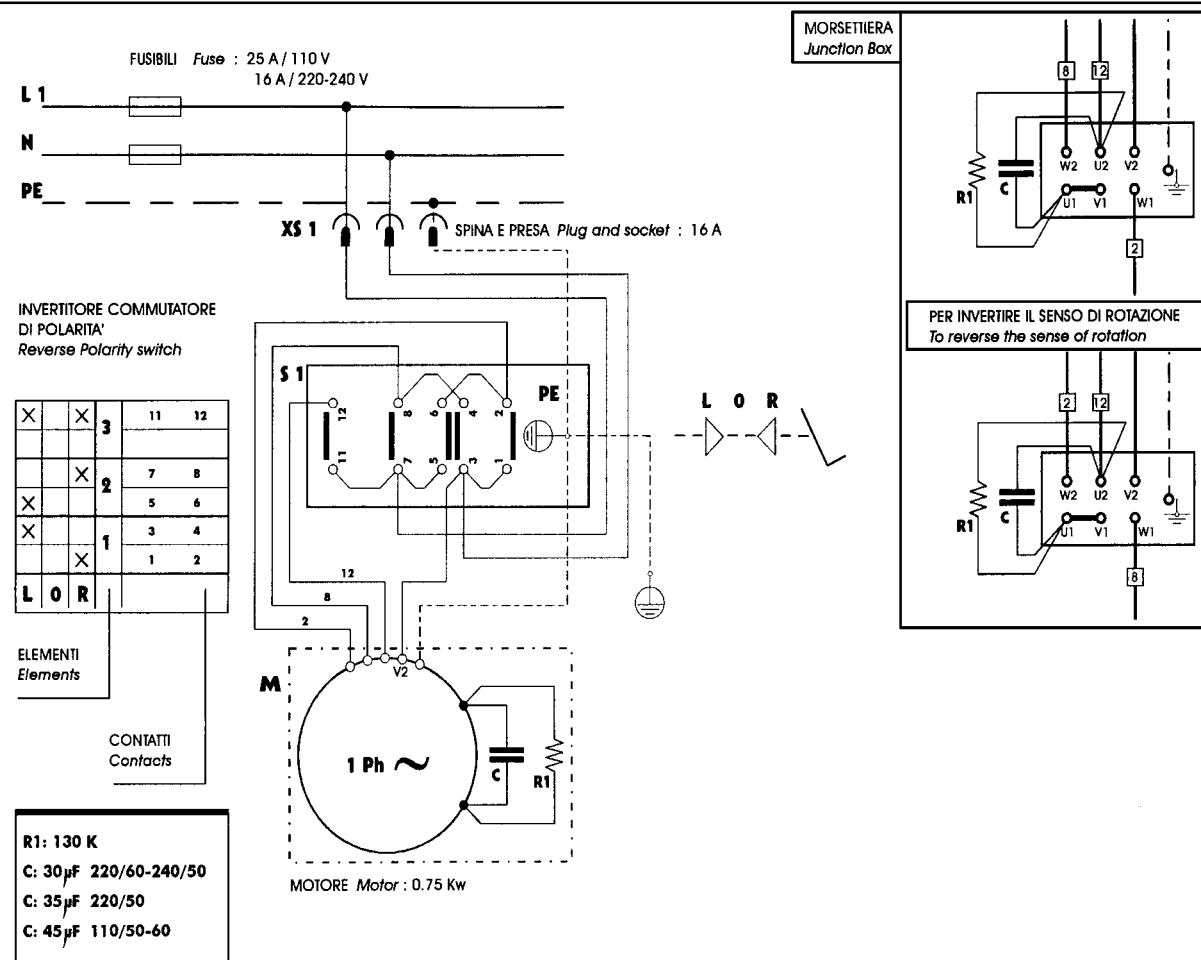 FUSIBILI Fuse : 25 A / 110 V
16 A / 220-240 V
L 1
N
PE
XS 1
SPINA E PRESA Plug and socket : 16 A
INVERTITORE COMMUTATORE
DI POLARITA'
Reverse Polarity switch
S 1
12 8 6 4 2
PE
11 7 5 3 1
L O R
X X 3 11 12
X 2 7 8
X 5 6
X 1 3 4
X 1 2
L O R
ELEMENTI
Elements
CONTATTI
Contacts
12
8
2
M
V2
1 Ph
C
R1
MOTORE Motor : 0.75 Kw
R1: 130 K
C: 30µF 220/60-240/50
C: 35µF 220/50
C: 45µF 110/50-60
MORSETTIERA
Junction Box
8 12
R1 C
W2 U2 V2
U1 V1 W1
2
PER INVERTIRE IL SENSO DI ROTAZIONE
To reverse the sense of rotation
2 12
R1 C
W2 U2 V2
U1 V1 W1
8